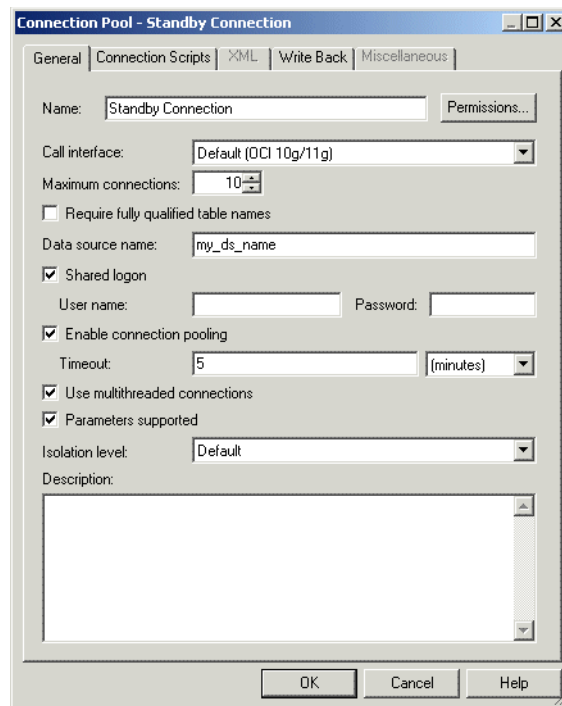 Connection Pool - Standby Connection
General Connection Scripts XML Write Back Miscellaneous
Name: Standby Connection Permissions...
Call interface: Default (OCI 10g/11g)
Maximum connections: 10
Require fully qualified table names
Data source name: my_ds_name
Shared logon
User name: Password:
Enable connection pooling
Timeout: 5 (minutes)
Use multithreaded connections
Parameters supported
Isolation level: Default
Description:
OK Cancel Help